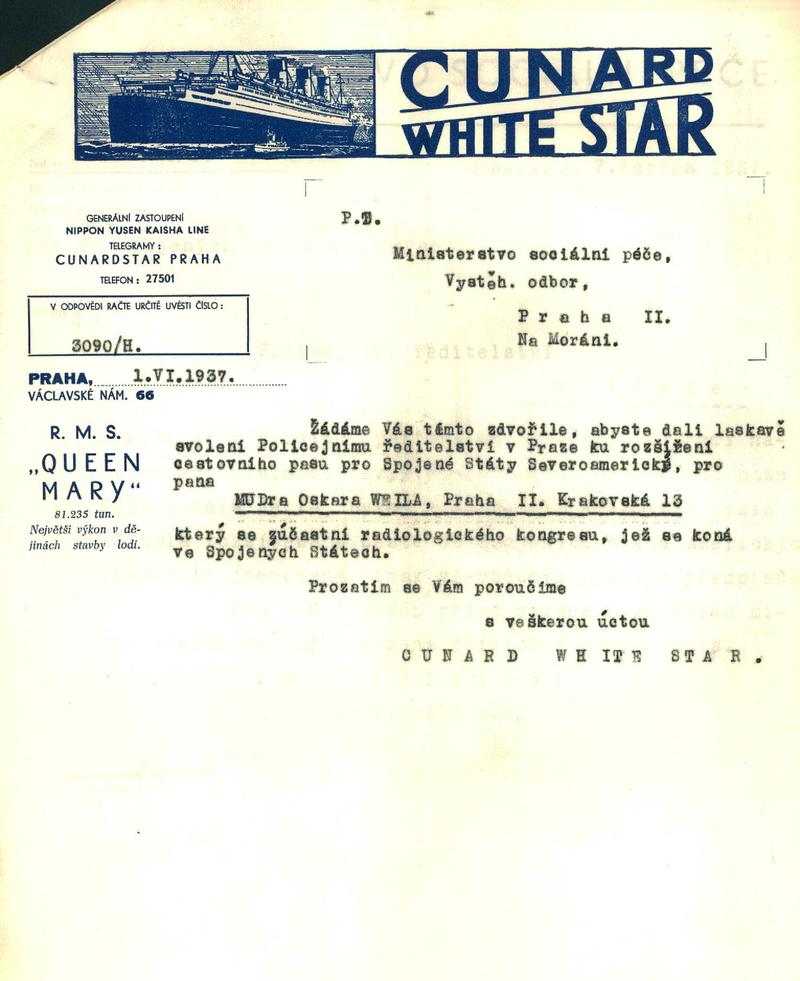 CUNARD
WHITE STAR
GENERÁLNÍ ZASTOUPENÍ
NIPPON YUSEN KAISHA LINE
TELEGRAMY:
CUNARDSTAR PRAHA
TELEFON: 27501
V ODPOVĚDI RAČTE URČITĚ UVÉSTI ČÍSLO:
3090/H.
PRAHA, 1.VI.1937.
VÁCLAVSKÉ NÁM. 66
P.T.
Ministerstvo sociální péče,
Vystěh. odbor,
Praha II.
Na Moráni.
R. M. S.
„QUEEN
MARY“
81.235 tun.
Největší výkon v dě-
jinách stavby lodí.
Žádáme Vás tímto zdvořile, abyste dali laskavě
svolení Policejnímu ředitelství v Praze ku rozšíření
cestovního pasu pro Spojené Státy Severoamerické, pro
pana
MUDra Oskara WEILA, Praha II. Krakovská 13
který se zúčastní radiologického kongresu, jež se koná
ve Spojených Státech.
Prozatím se Vám poroučíme
s veškerou úctou
CUNARD WHITE STAR.